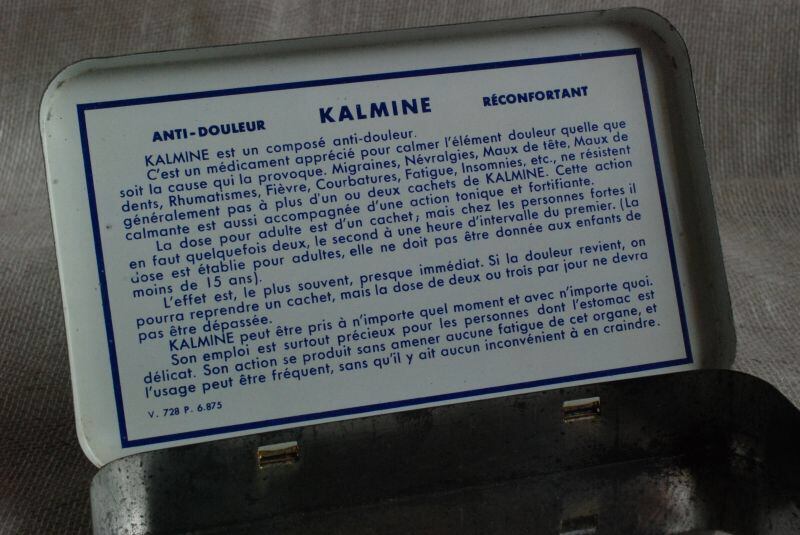 ANTI-DOULEUR KALMINE RÉCONFORTANT
KALMINE est un composé anti-douleur.
C'est un médicament apprécié pour calmer l'élément douleur quelle que
soit la cause qui la provoque. Migraines, Névralgies, Maux de tête, Maux de
dents, Rhumatismes, Fièvre, Courbatures, Fatigue, Insomnies, etc., ne résistent
généralement pas à plus d'un ou deux cachets de KALMINE. Cette action
calmante est aussi accompagnée d'une action tonique et fortifiante.
La dose pour adulte est d'un cachet; mais chez les personnes fortes il
en faut quelquefois deux, le second à une heure d'intervalle du premier. (La
dose est établie pour adultes, elle ne doit pas être donnée aux enfants de
moins de 15 ans).
L'effet est, le plus souvent, presque immédiat. Si la douleur revient, on
pourra reprendre un cachet, mais la dose de deux ou trois par jour ne devra
pas être dépassée.
KALMINE peut être pris à n'importe quel moment et avec n'importe quoi.
Son emploi est surtout précieux pour les personnes dont l'estomac est
délicat. Son action se produit sans amener aucune fatigue de cet organe, et
l'usage peut être fréquent, sans qu'il y ait aucun inconvénient à en craindre.
V. 728 P. 6.875